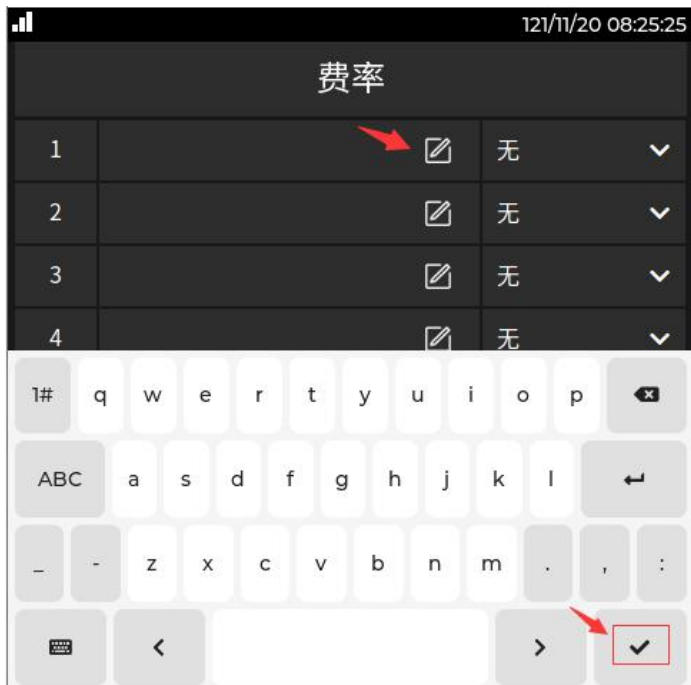 121/11/20 08:25:25
费率
1 无
2 无
3 无
4 无
1# q w e r t y u i o p
ABC a s d f g h j k l
_ - z x c v b n m . , :